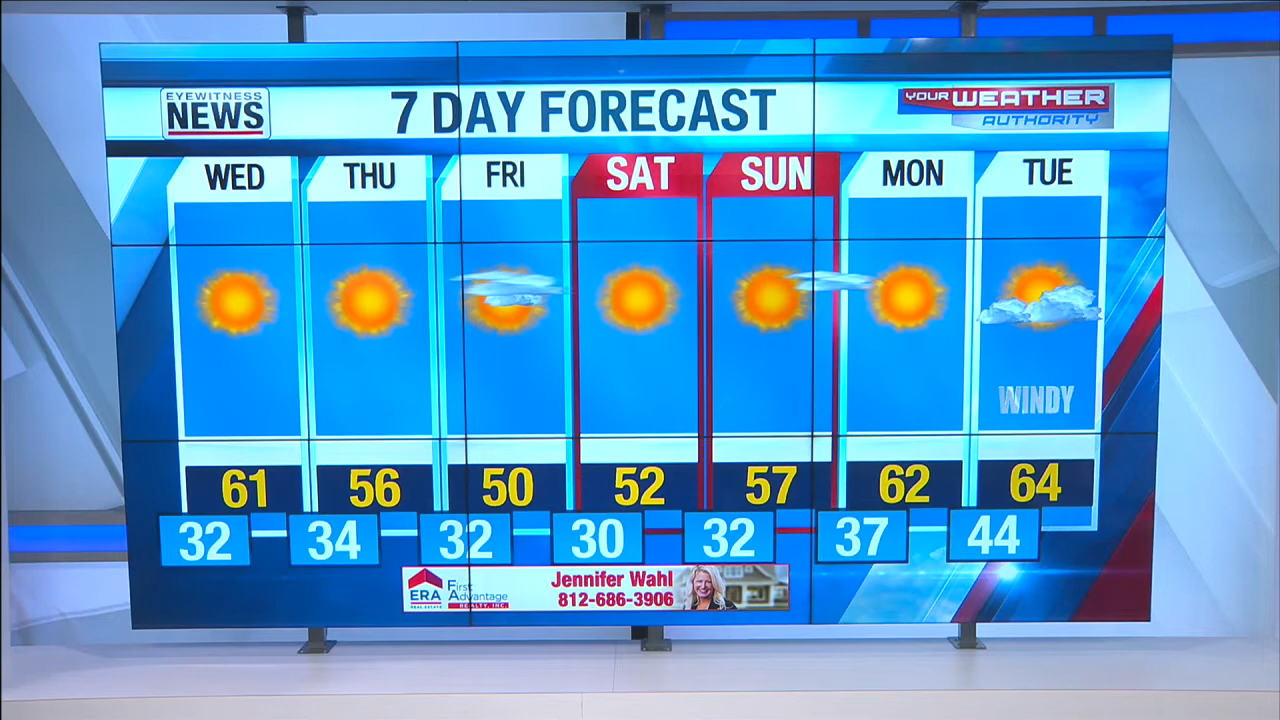 EYEWITNESS
NEWS
7 DAY FORECAST
YOUR WEATHER
AUTHORITY
WED THU FRI SAT SUN MON TUE
WINDY
61 56 50 52 57 62 64
32 34 32 30 32 37 44
ERA
REAL ESTATE
First
Advantage
REALTY, INC.
Jennifer Wahl
812-686-3906